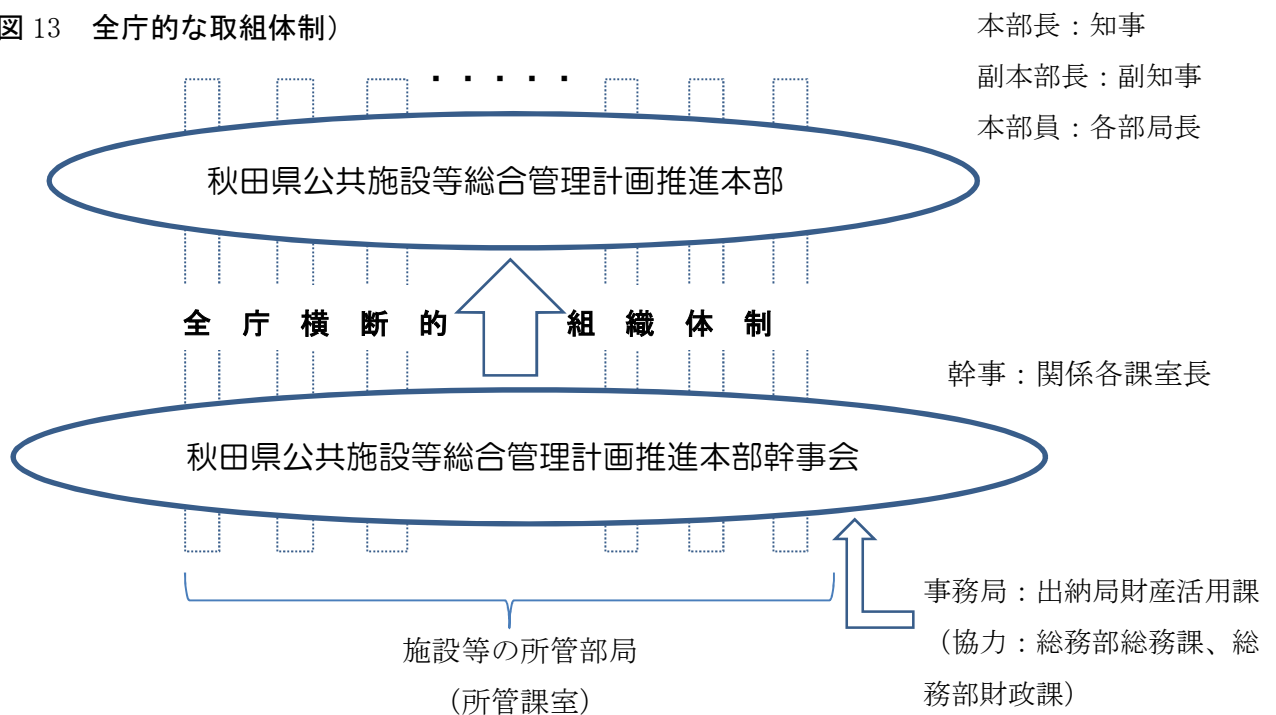 図 13　全庁的な取組体制）
本部長：知事
副本部長：副知事
本部員：各部局長
・・・・・
秋田県公共施設等総合管理計画推進本部
全庁横断的　組織体制
幹事：関係各課室長
秋田県公共施設等総合管理計画推進本部幹事会
施設等の所管部局
（所管課室）
事務局：出納局財産活用課
（協力：総務部総務課、総
務部財政課）